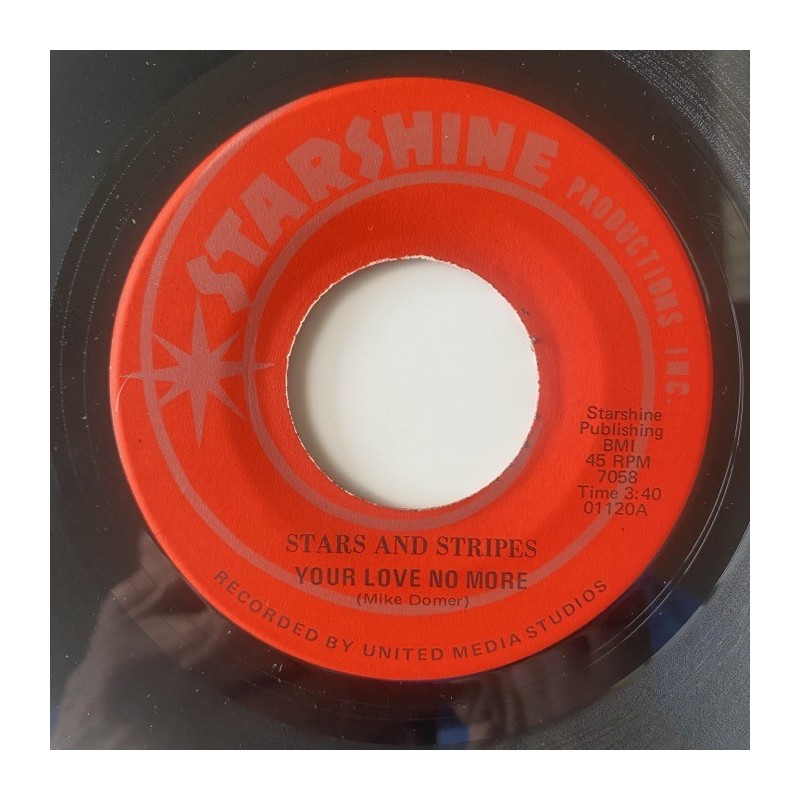 STARSHINE
PRODUCTIONS INC.
Starshine
Publishing
BMI
45 RPM
7058
Time 3:40
01120A
STARS AND STRIPES
YOUR LOVE NO MORE
(Mike Domer)
RECORDED BY UNITED MEDIA STUDIOS